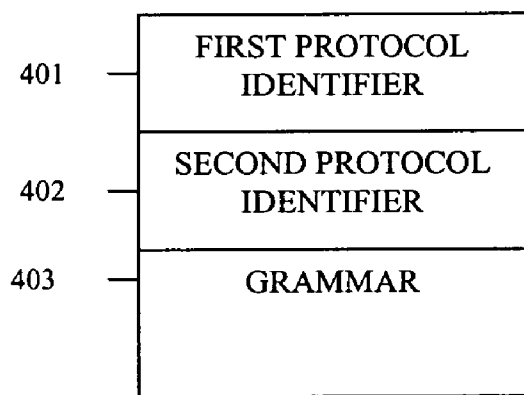 401
FIRST PROTOCOL
IDENTIFIER
402
SECOND PROTOCOL
IDENTIFIER
403
GRAMMAR